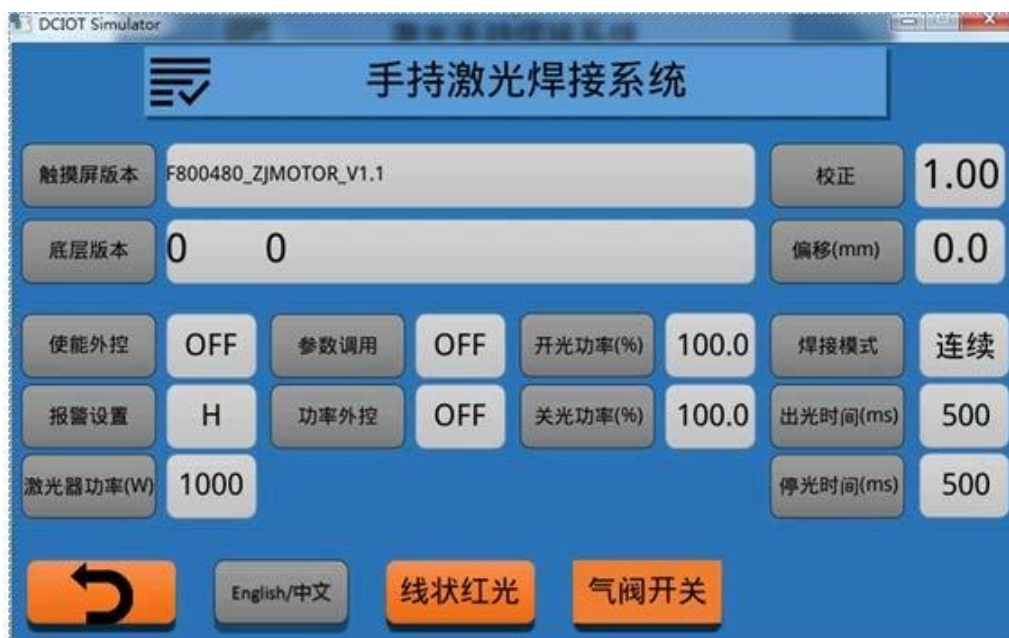 DCIOT Simulator
手持激光焊接系统
触摸屏版本 F800480_ZJMOTOR_V1.1 校正 1.00
底层版本 0 0 偏移(mm) 0.0
使能外控 OFF 参数调用 OFF 开光功率(%) 100.0 焊接模式 连续
报警设置 H 功率外控 OFF 关光功率(%) 100.0 出光时间(ms) 500
激光器功率(W) 1000 停光时间(ms) 500
English/中文 线状红光 气阀开关